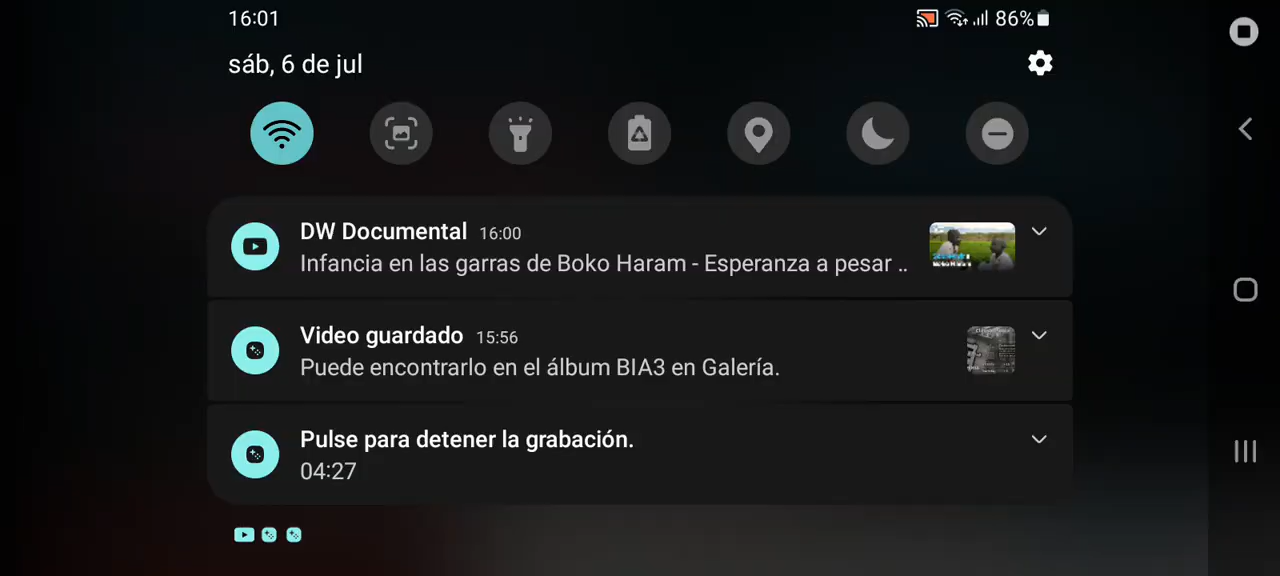 16:01
86%
sáb, 6 de jul
DW Documental 16:00
Infancia en las garras de Boko Haram - Esperanza a pesar ..
Video guardado 15:56
Puede encontrarlo en el álbum BIA3 en Galería.
Pulse para detener la grabación.
04:27